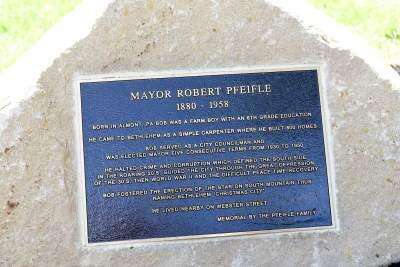 MAYOR ROBERT PFEIFLE
1880 - 1958
BORN IN ALMONT, PA BOB WAS A FARM BOY WITH AN 8TH GRADE EDUCATION
HE CAME TO BETHLEHEM AS A SIMPLE CARPENTER WHERE HE BUILT 900 HOMES
BOB SERVED AS A CITY COUNCILMAN AND
WAS ELECTED MAYOR FIVE CONSECUTIVE TERMS FROM 1930 TO 1950
HE HALTED CRIME AND CORRUPTION WHICH DEFINED THE SOUTH SIDE
IN THE ROARING 20'S, GUIDED THE CITY THROUGH THE GREAT DEPRESSION
OF THE 30'S, THEN WORLD WAR II AND THE DIFFICULT PEACE TIME RECOVERY
BOB FOSTERED THE ERECTION OF THE STAR ON SOUTH MOUNTAIN THUS
NAMING BETHLEHEM "CHRISTMAS CITY"
HE LIVED NEARBY ON WEBSTER STREET
MEMORIAL BY THE PFEIFLE FAMILY